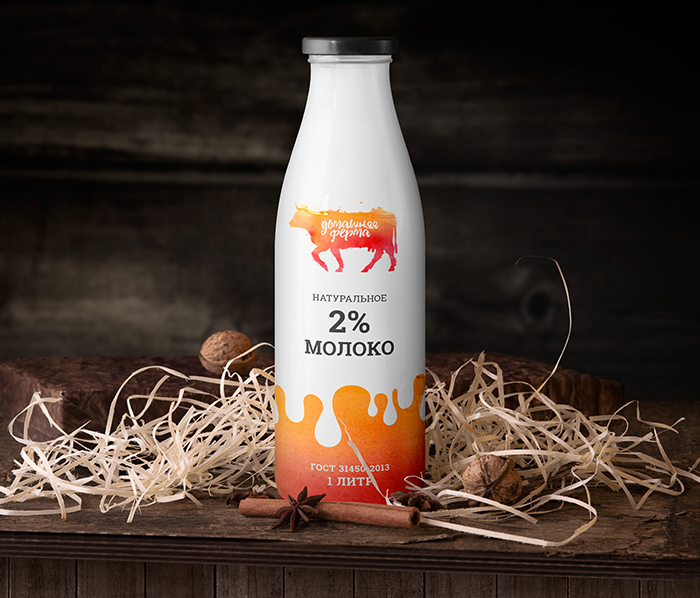 домашняя
ферма
НАТУРАЛЬНОЕ
2%
МОЛОКО
ГОСТ 31450-2013
1 ЛИТР